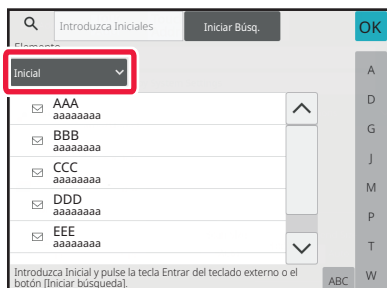 Introduzca Iniciales
Iniciar Búsq.
OK
Elemento
Inicial
AAA
aaaaaaaa
BBB
aaaaaaaa
CCC
aaaaaaaa
DDD
aaaaaaaa
EEE
aaaaaaaa
A
D
G
J
M
P
T
W
ABC
Introduzca Inicial y pulse la tecla Entrar del teclado externo o el
botón [Iniciar búsqueda].